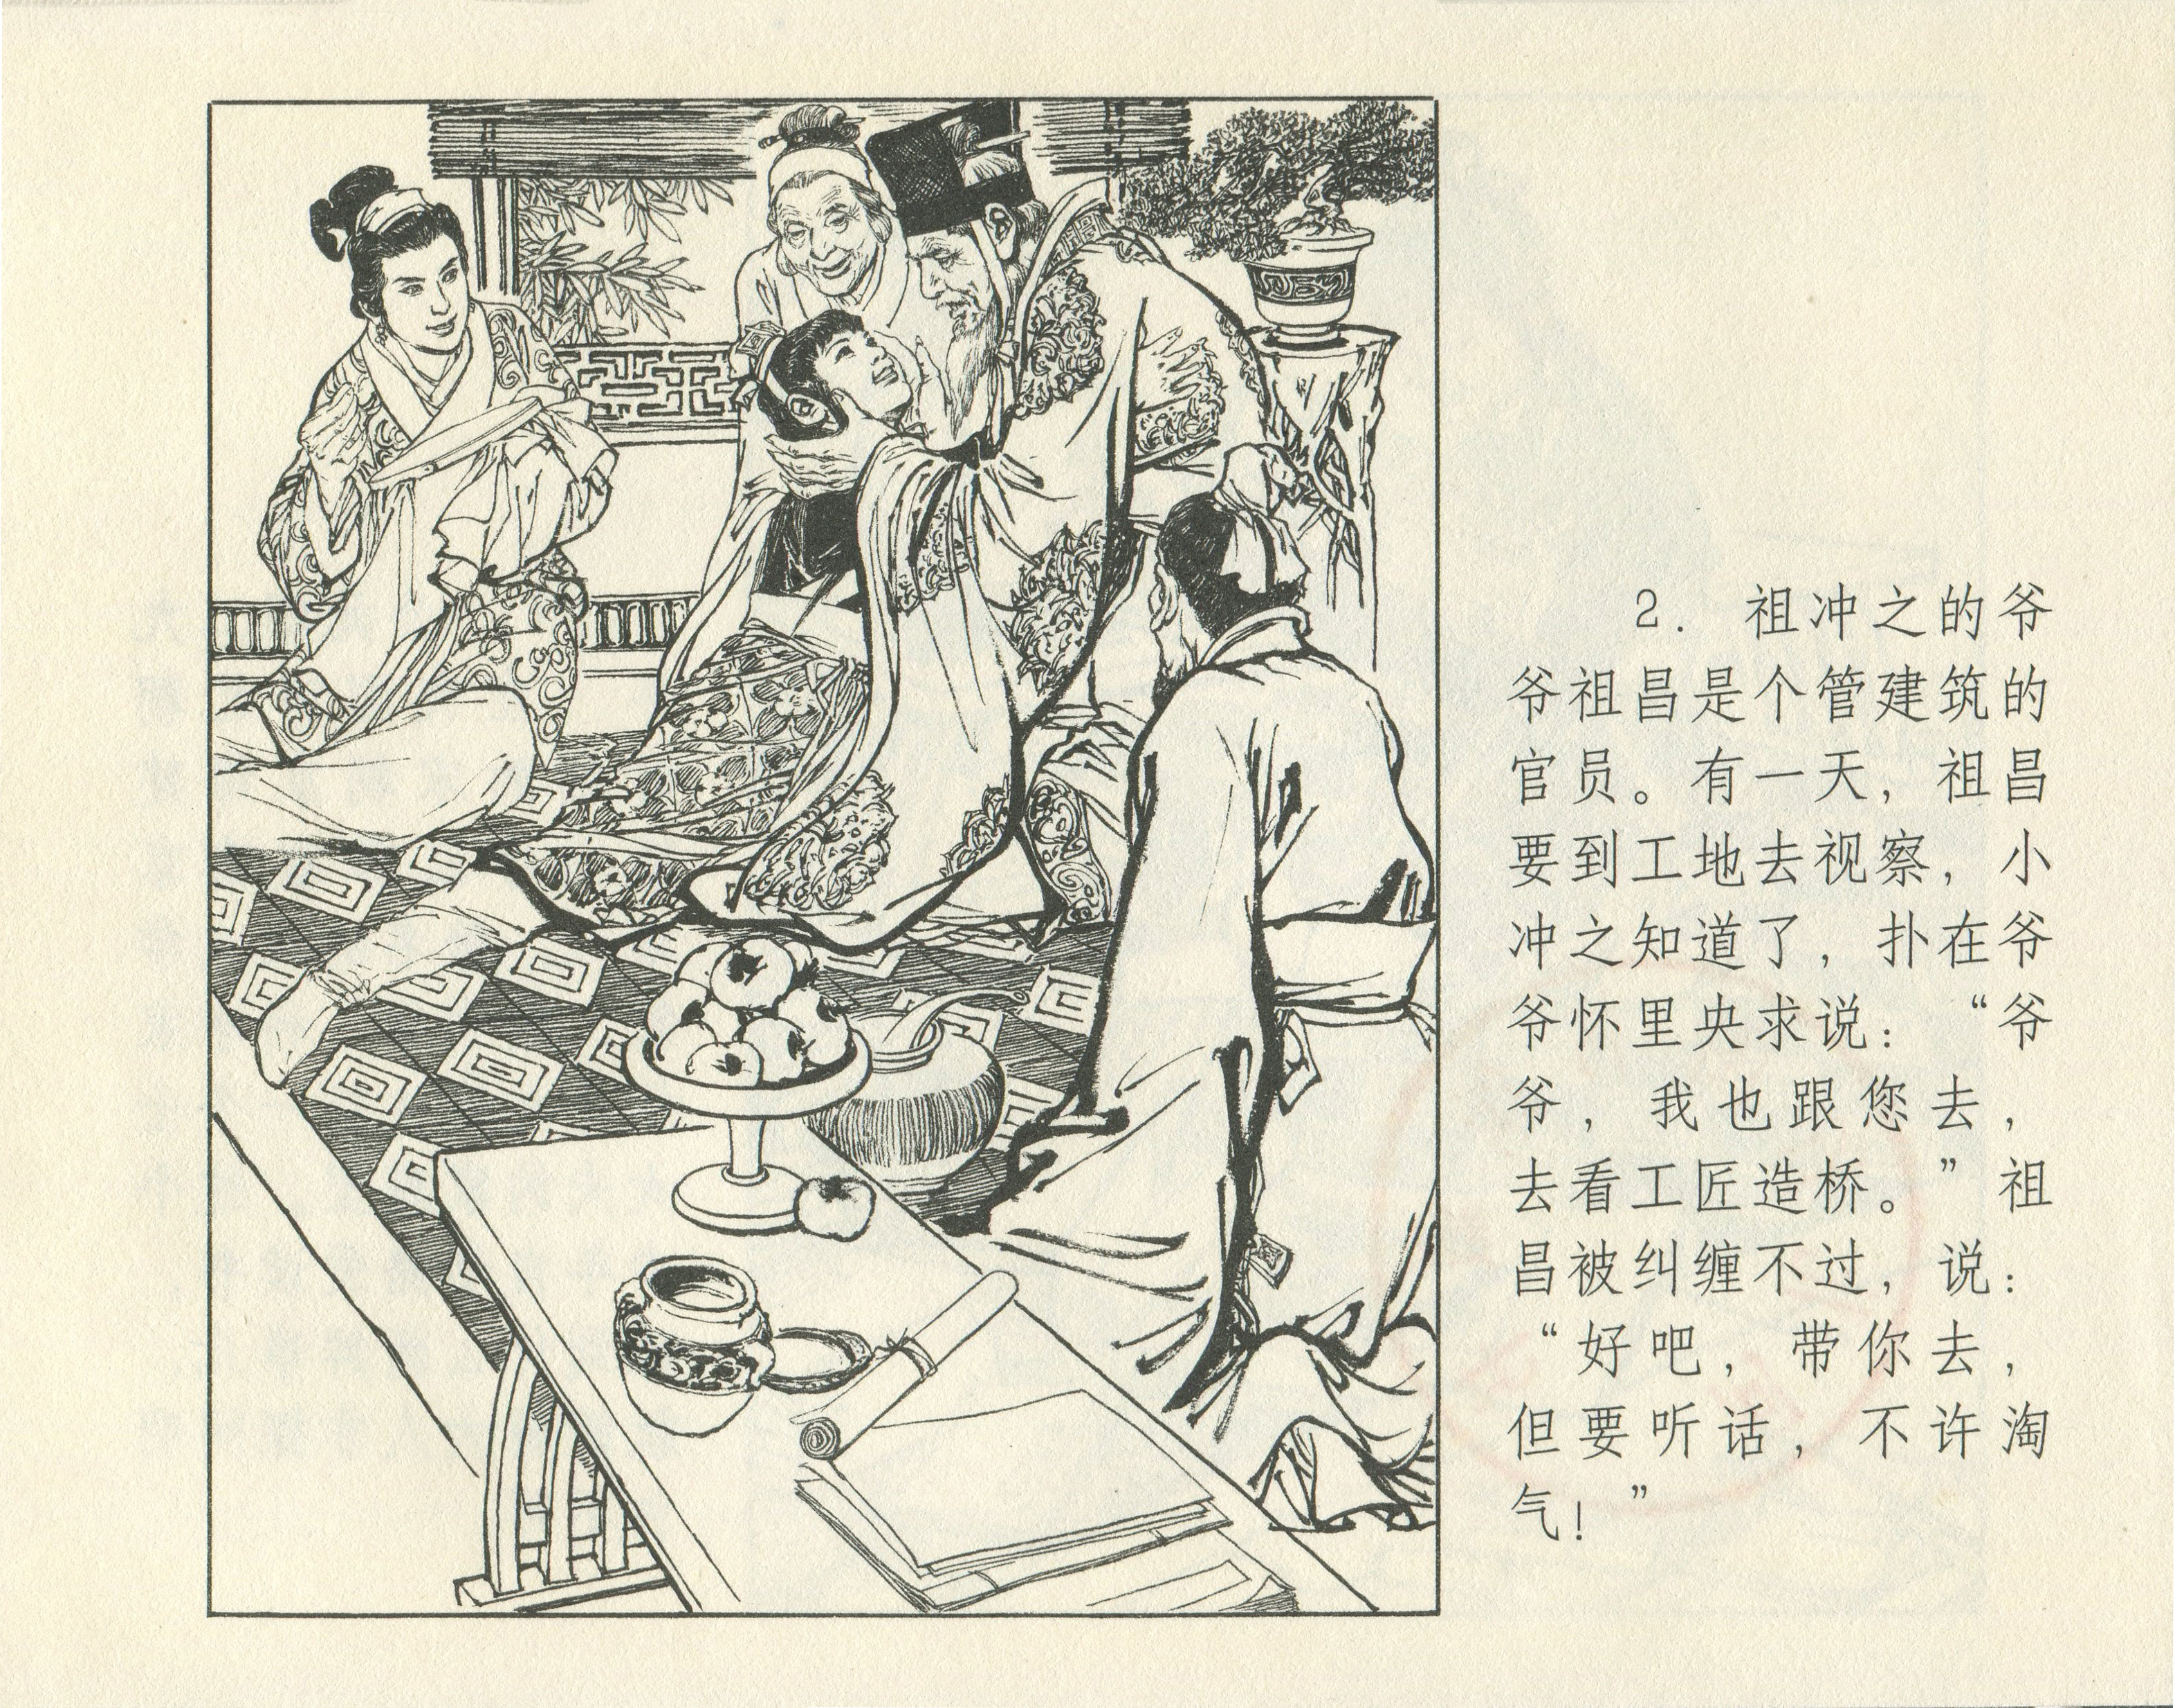 2. 祖冲之的爷
爷祖昌是个管建筑的
官员。有一天，祖昌
要到工地去视察，小
冲之知道了，扑在爷
爷怀里央求说：“爷
爷，我也跟您去，
去看工匠造桥。”祖
昌被纠缠不过，说：
“好吧，带你去，
但要听话，不许淘
气！”